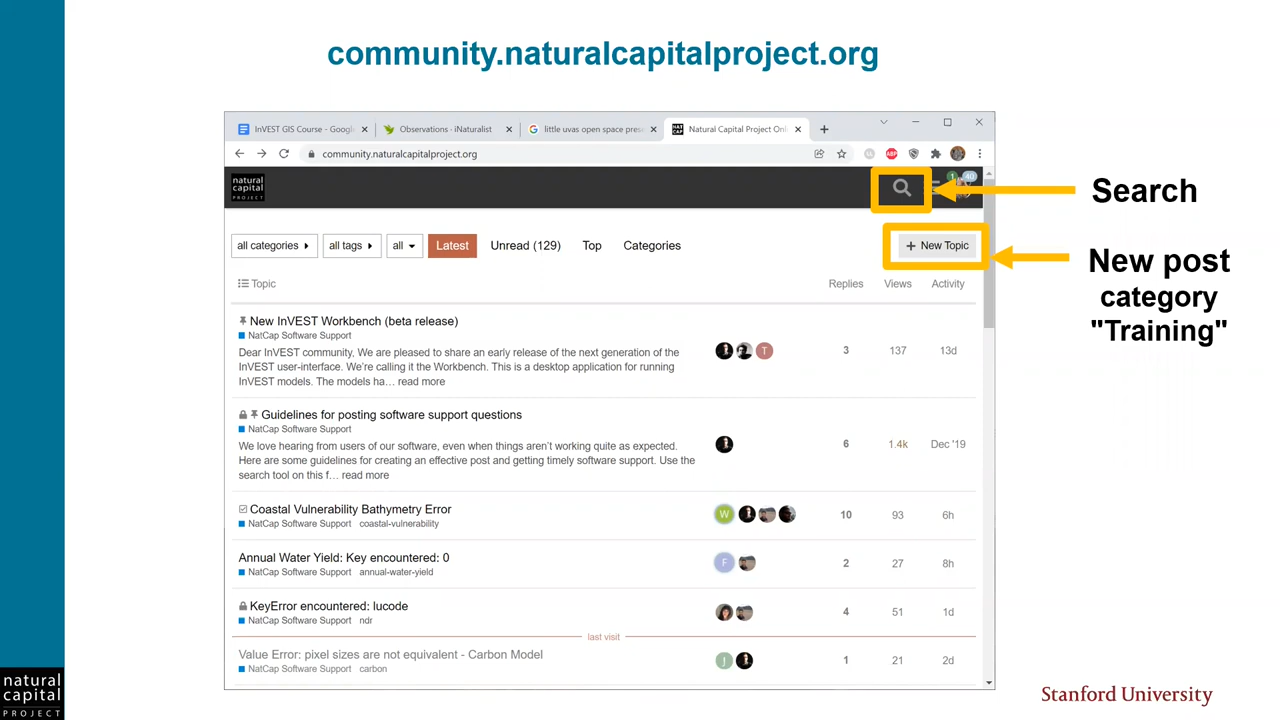 community.naturalcapitalproject.org
InVEST GIS Course - Google
Observations · iNaturalist
little uvas open space pres
Natural Capital Project Onli
community.naturalcapitalproject.org
ABP
natural
capital
PROJECT
1
40
Search
all categories
all tags
all
Latest
Unread (129)
Top
Categories
+ New Topic
New post
category
"Training"
Topic
Replies
Views
Activity
New InVEST Workbench (beta release)
NatCap Software Support
Dear InVEST community, We are pleased to share an early release of the next generation of the
InVEST user-interface. We're calling it the Workbench. This is a desktop application for running
InVEST models. The models ha… read more
T
3
137
13d
Guidelines for posting software support questions
NatCap Software Support
We love hearing from users of our software, even when things aren't working quite as expected.
Here are some guidelines for creating an effective post and getting timely software support. Use the
search tool on this f… read more
6
1.4k
Dec '19
Coastal Vulnerability Bathymetry Error
NatCap Software Support coastal-vulnerability
W
10
93
6h
Annual Water Yield: Key encountered: 0
NatCap Software Support annual-water-yield
F
2
27
8h
KeyError encountered: lucode
NatCap Software Support ndr
4
51
1d
last visit
Value Error: pixel sizes are not equivalent - Carbon Model
NatCap Software Support carbon
J
1
21
2d
natural
capital
PROJECT
Stanford University